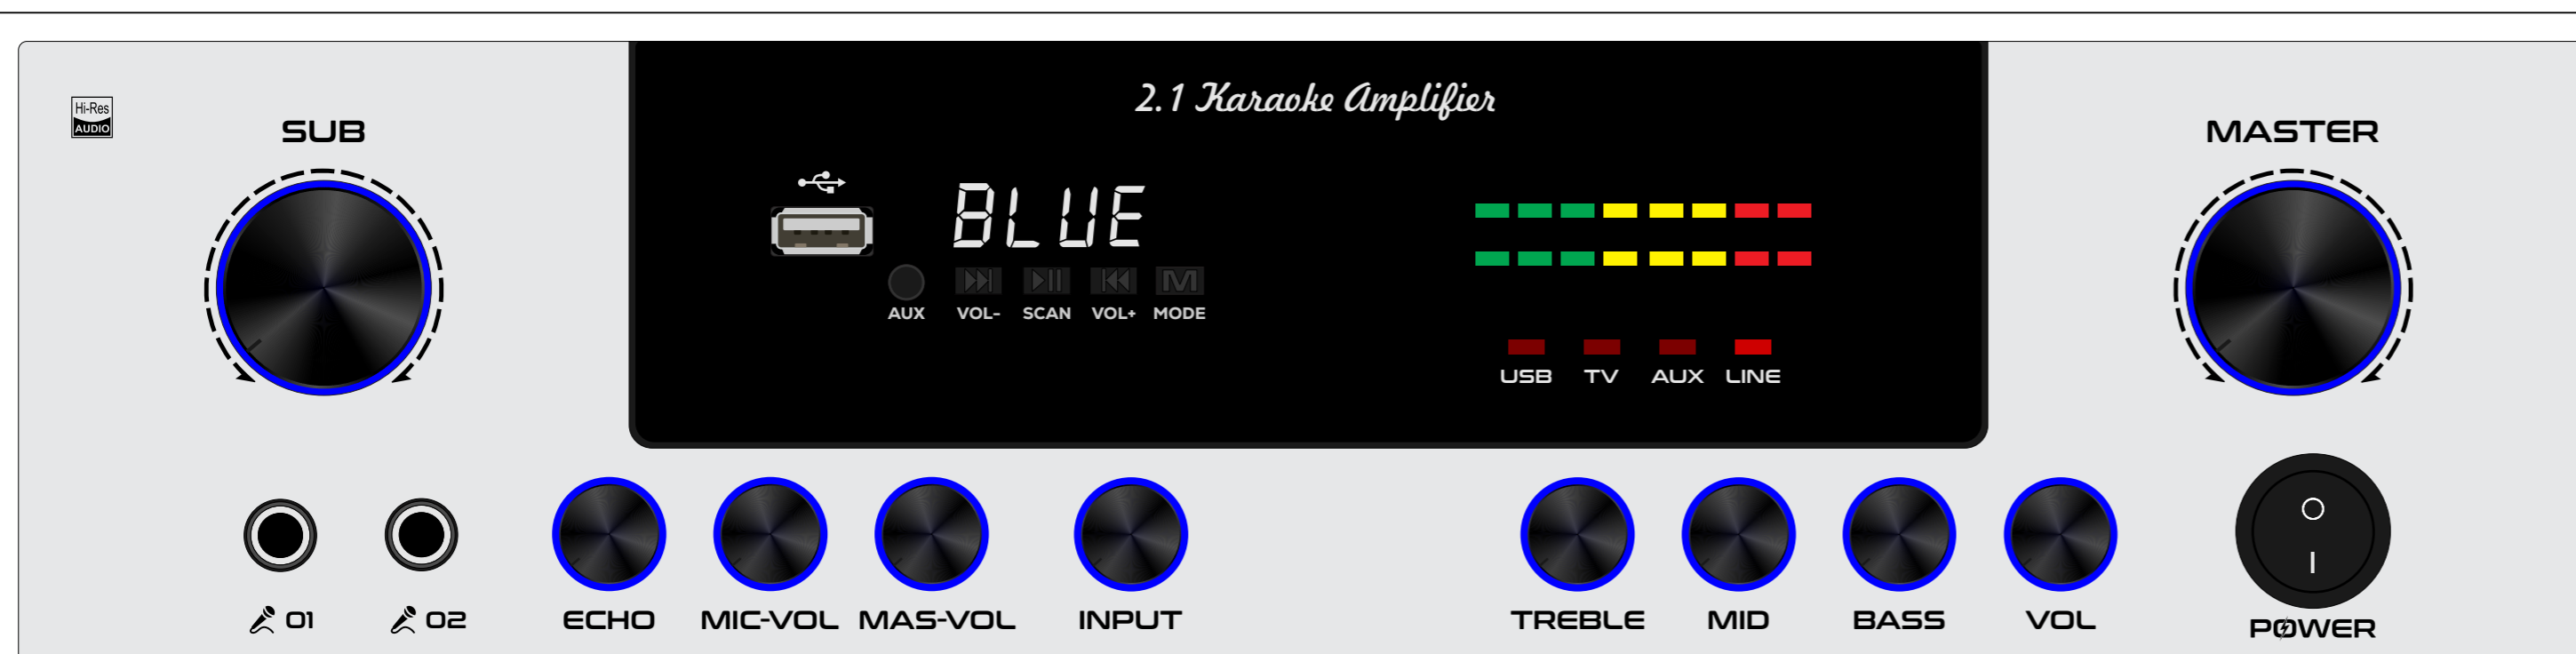 2.1 Karaoke Amplifier
Hi-Res
AUDIO
SUB
MASTER
BLUE
M
AUX VOL- SCAN VOL+ MODE
USB TV AUX LINE
01 02 ECHO MIC-VOL MAS-VOL INPUT TREBLE MID BASS VOL
POWER